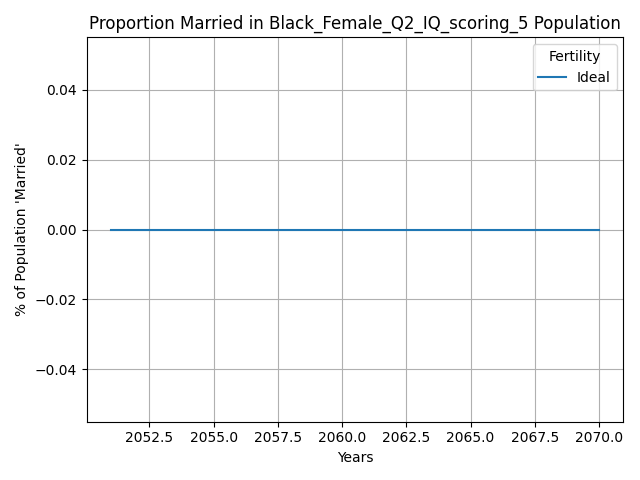 Proportion Married in Black_Female_Q2_IQ_scoring_5 Population
Fertility
Ideal
% of Population 'Married'
0.04
0.02
0.00
−0.02
−0.04
2052.5 2055.0 2057.5 2060.0 2062.5 2065.0 2067.5 2070.0
Years